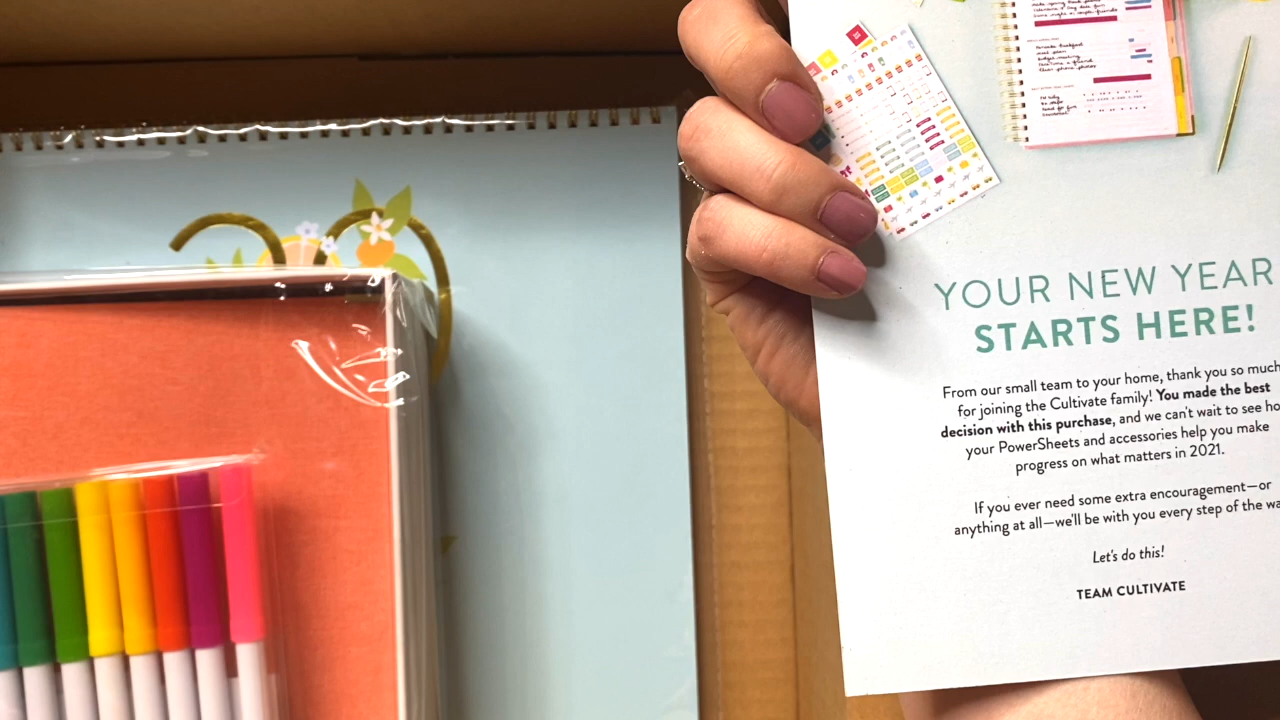 YOUR NEW YEAR
STARTS HERE!
From our small team to your home, thank you so much
for joining the Cultivate family! You made the best
decision with this purchase, and we can't wait to see
your PowerSheets and accessories help you make
progress on what matters in 2021.
If you ever need some extra encouragement—or
anything at all—we'll be with you every step of the
Let's do this!
TEAM CULTIVATE